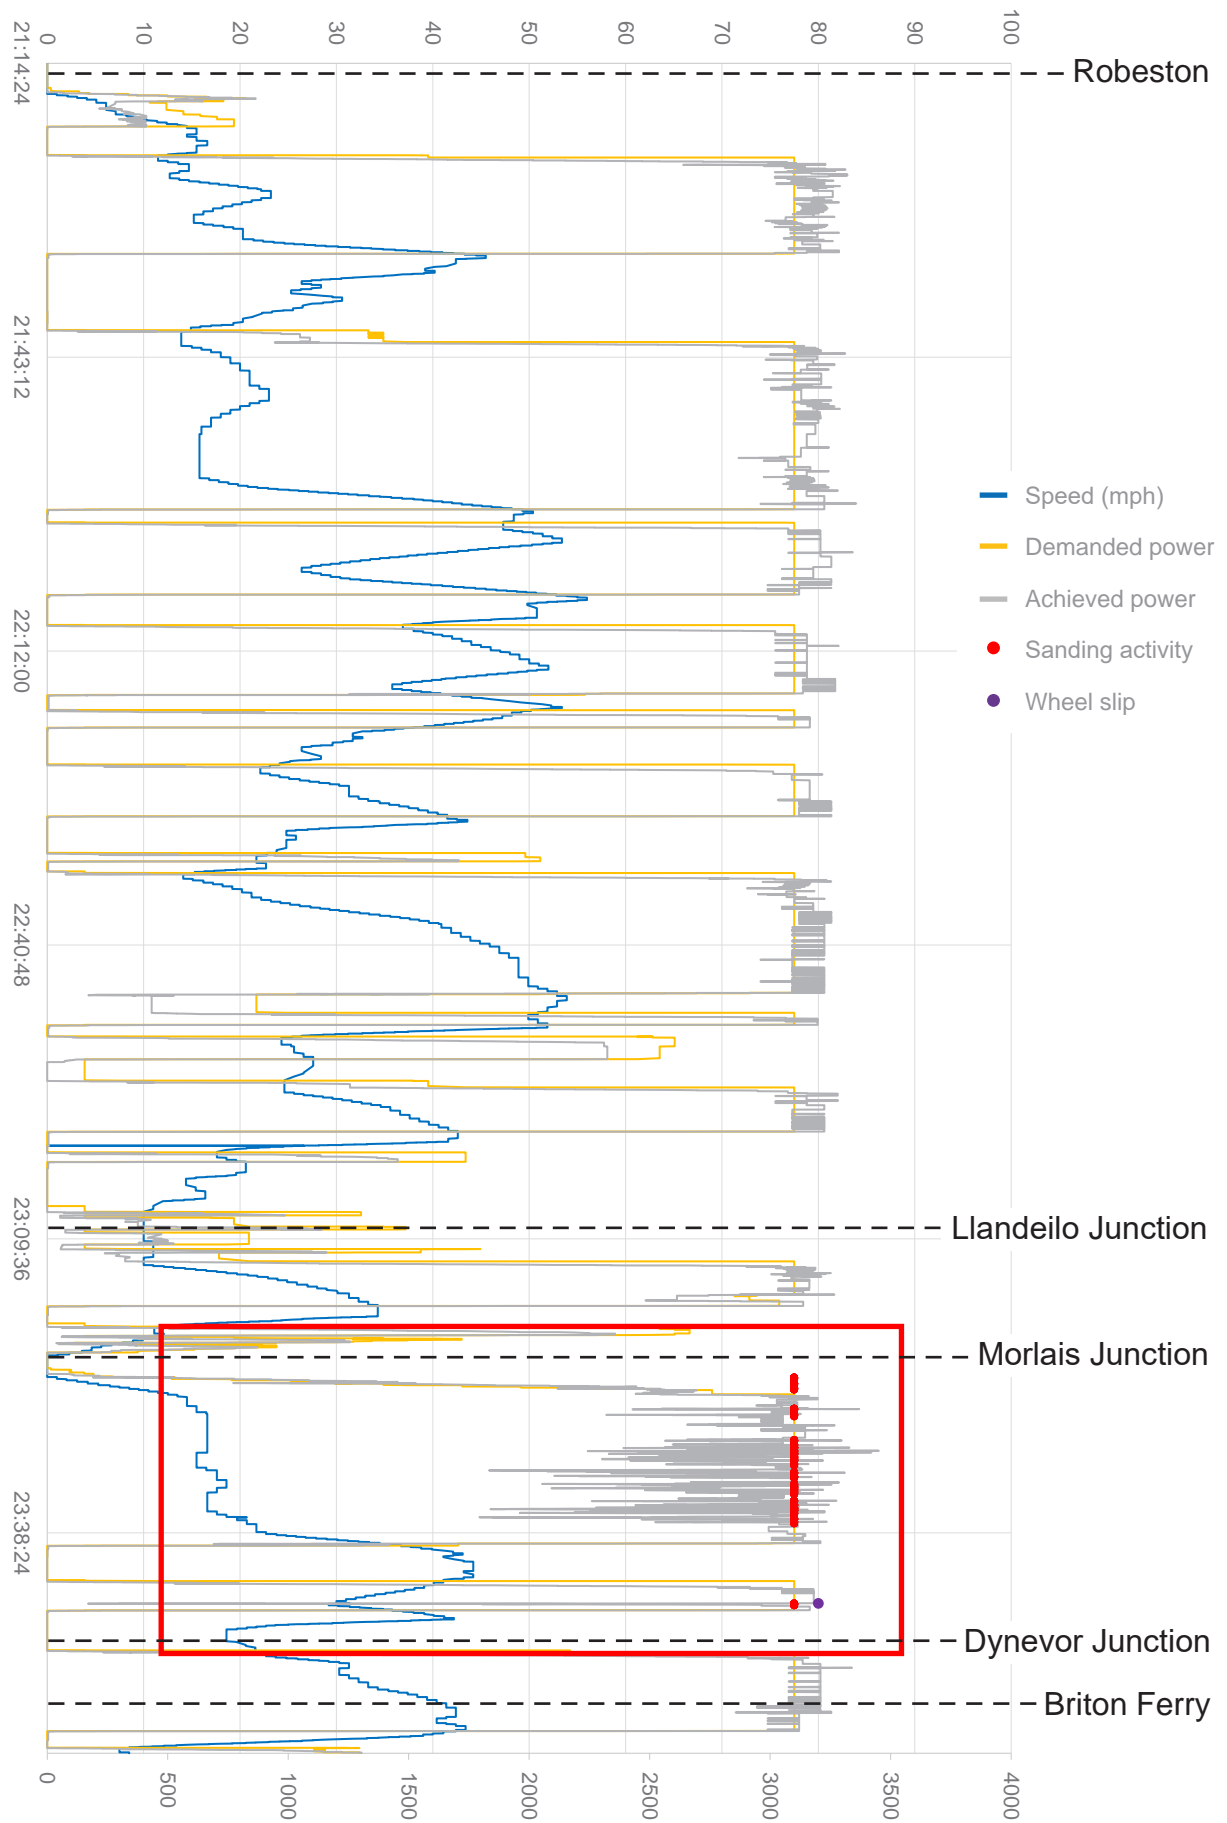 0
10
20
30
40
50
60
70
80
90
100
21:14:24
21:43:12
22:12:00
22:40:48
23:09:36
23:38:24
Robeston
Speed (mph)
Demanded power
Achieved power
Sanding activity
Wheel slip
Llandeilo Junction
Morlais Junction
Dynevor Junction
Briton Ferry
0
500
1000
1500
2000
2500
3000
3500
4000